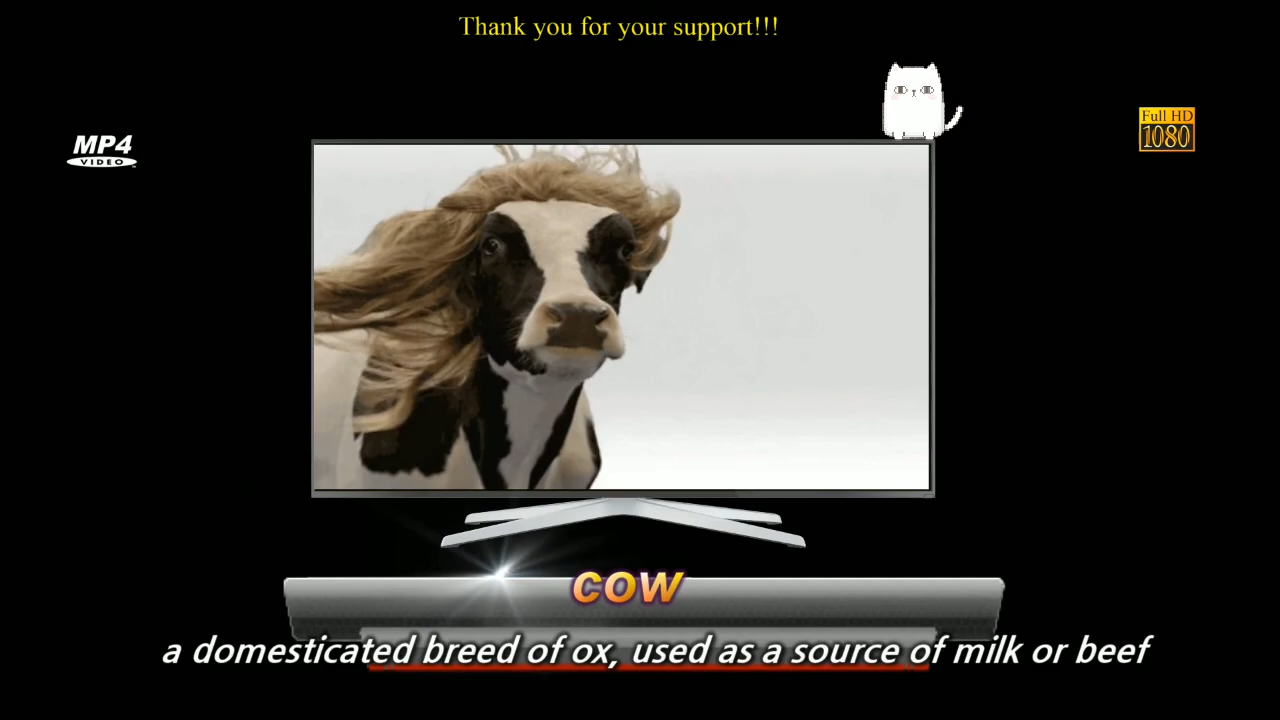 Thank you for your support!!!
MP4
VIDEO
Full HD
1080
cow
a domesticated breed of ox, used as a source of milk or beef